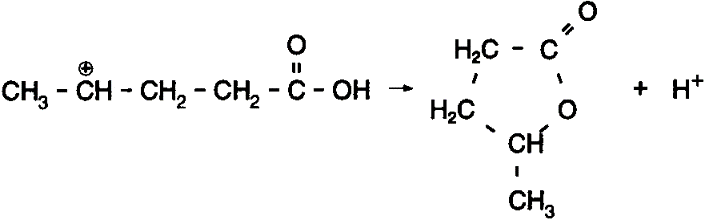 O
O
H₂C - C
⊕
CH₃ - CH - CH₂ - CH₂ - C - OH → + H⁺
H₂C O
CH
CH₃